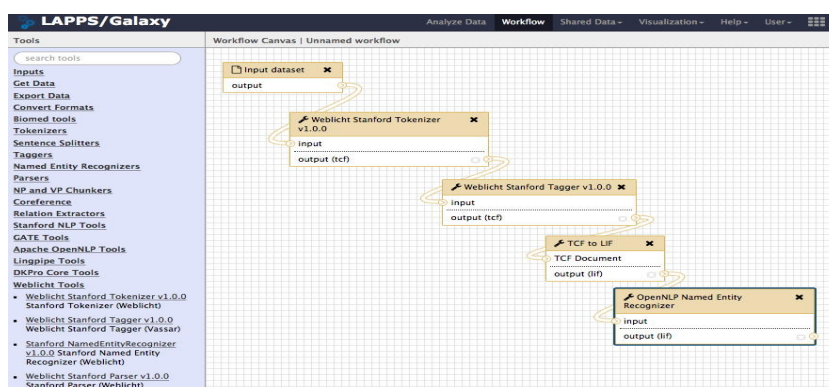 LAPPS/Galaxy
Analyze Data Workflow Shared Data Visualization Help User
Tools
Workflow Canvas | Unnamed workflow
search tools
Inputs
Get Data
Export Data
Convert Formats
Biomed tools
Tokenizers
Sentence Splitters
Taggers
Named Entity Recognizers
Parsers
NP and VP Chunkers
Coreference
Relation Extractors
Stanford NLP Tools
GATE Tools
Apache OpenNLP Tools
Lingpipe Tools
DKPro Core Tools
Weblicht Tools
Weblicht Stanford Tokenizer v1.0.0
Stanford Tokenizer (Weblicht)
Weblicht Stanford Tagger v1.0.0
Weblicht Stanford Tagger (Vassar)
Stanford NamedEntityRecognizer
v1.0.0 Stanford Named Entity
Recognizer (Weblicht)
Weblicht Stanford Parser v1.0.0
Stanford Parser (Weblicht)
Input dataset
output
Weblicht Stanford Tokenizer
v1.0.0
input
output (tcf)
Weblicht Stanford Tagger v1.0.0
input
output (tcf)
TCF to LIF
TCF Document
output (lif)
OpenNLP Named Entity
Recognizer
input
output (lif)